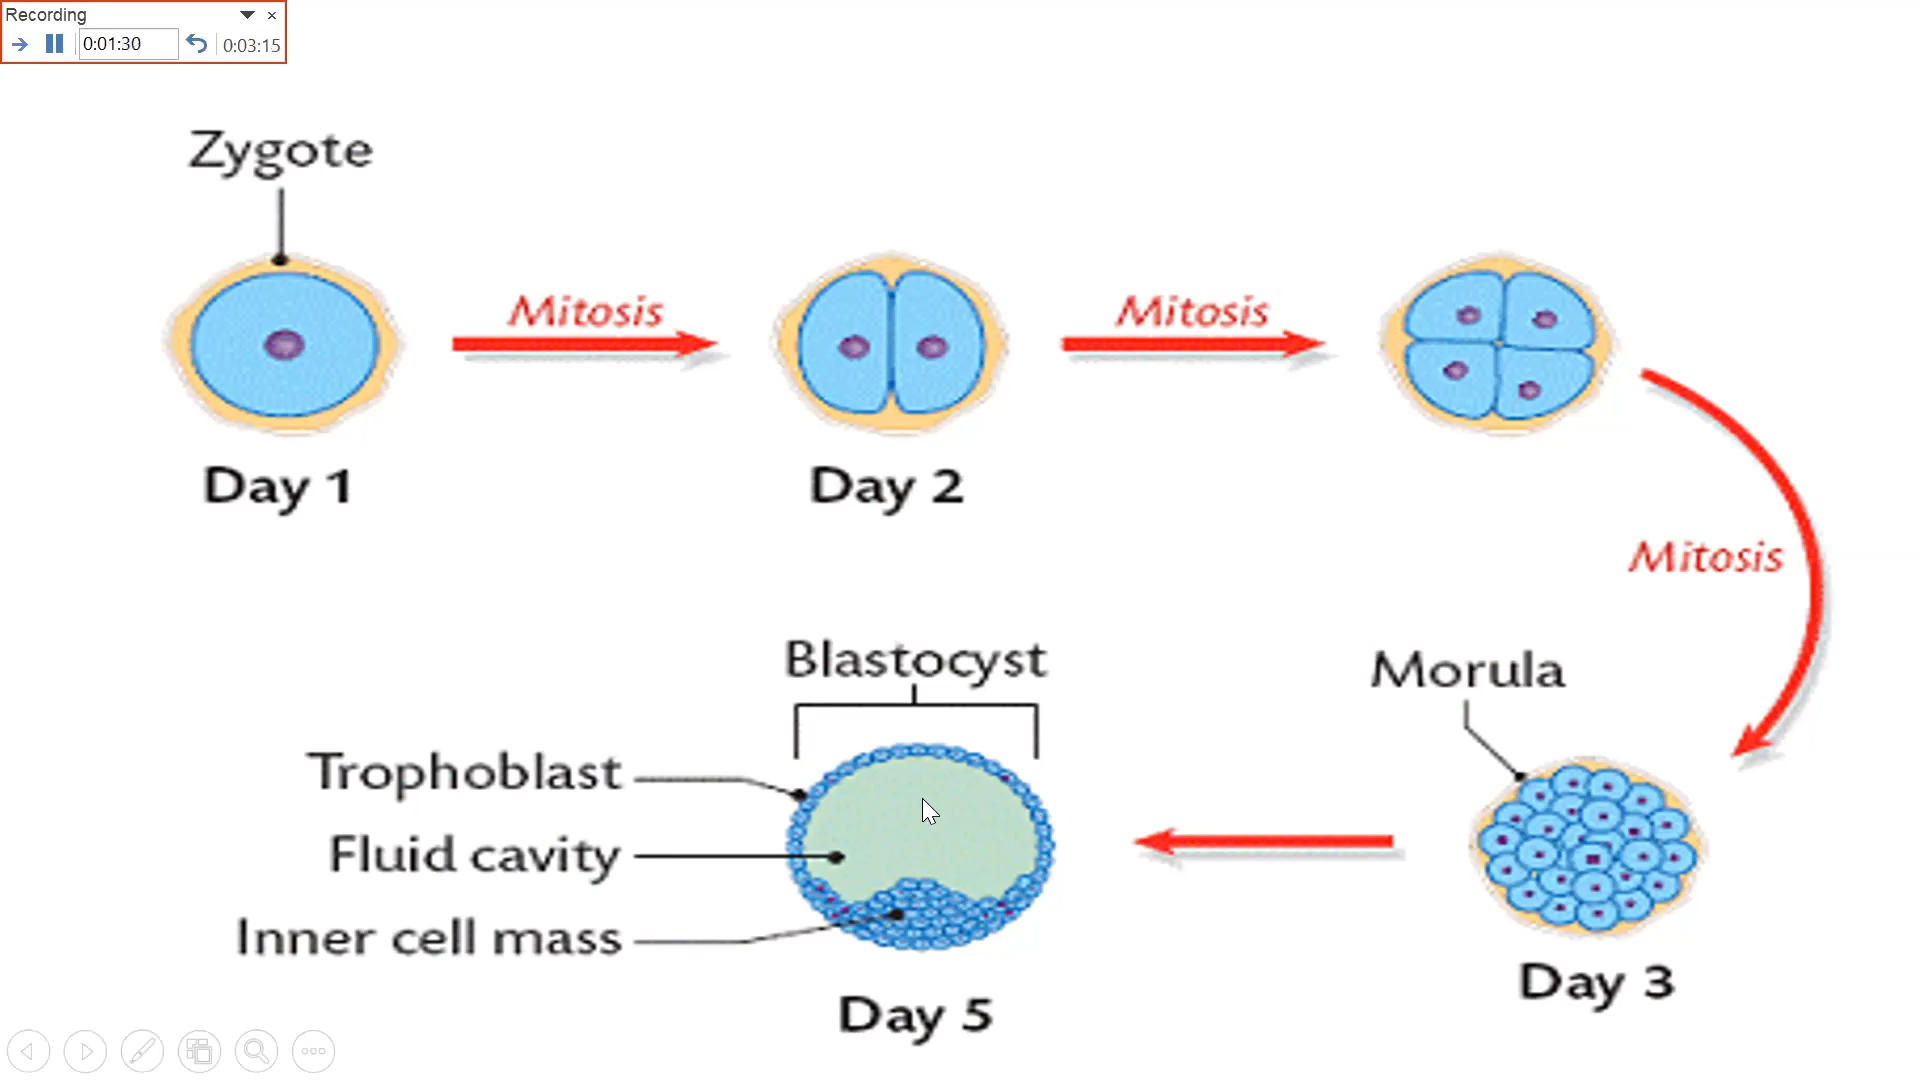 Recording
0:01:30
0:03:15
Zygote
Mitosis
Mitosis
Day 1
Day 2
Mitosis
Blastocyst
Morula
Trophoblast
Fluid cavity
Inner cell mass
Day 3
Day 5